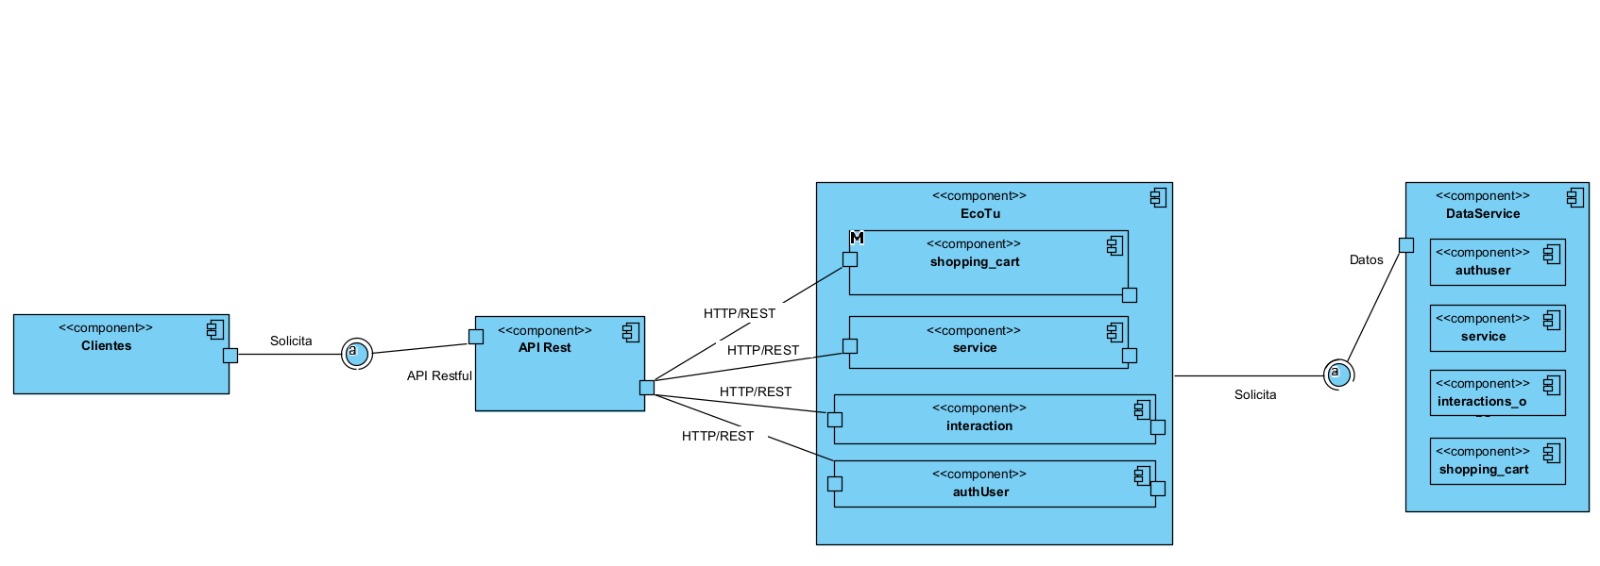 <<component>>
Clientes
Solicita
a
API Restful
<<component>>
API Rest
HTTP/REST
HTTP/REST
HTTP/REST
HTTP/REST
<<component>>
EcoTu
M
<<component>>
shopping_cart
<<component>>
service
<<component>>
interaction
<<component>>
authUser
Solicita
a
Datos
<<component>>
DataService
<<component>>
authuser
<<component>>
service
<<component>>
interactions_o
<<component>>
shopping_cart